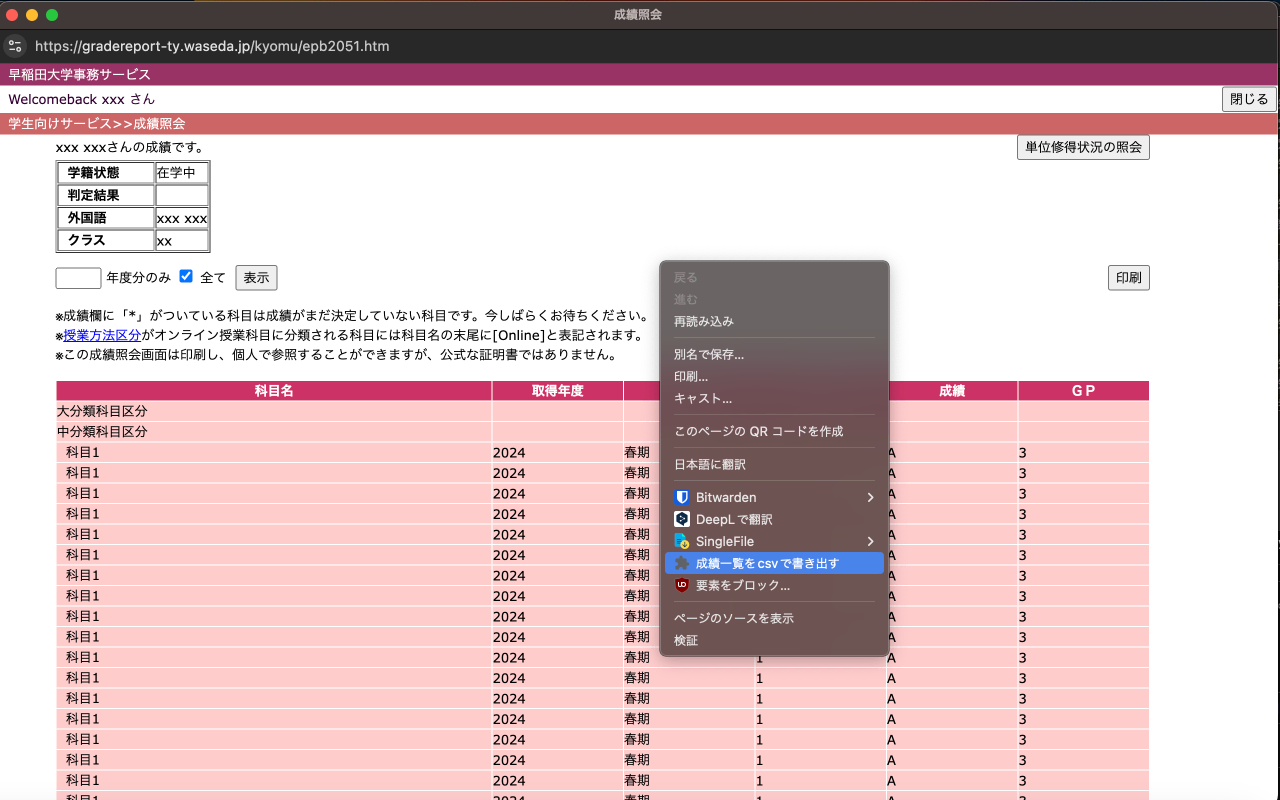 成績照会
https://gradereport-ty.waseda.jp/kyomu/epb2051.htm
早稲田大学事務サービス
Welcomeback xxx さん
閉じる
学生向けサービス>>成績照会
xxx xxxさんの成績です。
単位修得状況の照会
学籍状態 在学中
判定結果
外国語 xxx xxx
クラス xx
年度分のみ 全て 表示
印刷
※成績欄に「*」がついている科目は成績がまだ決定していない科目です。今しばらくお待ちください。
※授業方法区分がオンライン授業科目に分類される科目には科目名の末尾に[Online]と表記されます。
※この成績照会画面は印刷し、個人で参照することができますが、公式な証明書ではありません。
戻る
進む
再読み込み
別名で保存...
印刷...
キャスト...
このページの QR コードを作成
日本語に翻訳
Bitwarden
DeepL で翻訳
SingleFile
成績一覧をcsvで書き出す
要素をブロック...
ページのソースを表示
検証
科目名 取得年度 成績 ＧＰ
大分類科目区分
中分類科目区分
科目1 2024 春期 A 3
科目1 2024 春期 A 3
科目1 2024 春期 A 3
科目1 2024 春期 A 3
科目1 2024 春期 A 3
科目1 2024 春期 A 3
科目1 2024 春期 A 3
科目1 2024 春期 A 3
科目1 2024 春期 A 3
科目1 2024 春期 A 3
科目1 2024 春期 1 A 3
科目1 2024 春期 1 A 3
科目1 2024 春期 1 A 3
科目1 2024 春期 1 A 3
科目1 2024 春期 1 A 3
科目1 2024 春期 1 A 3
科目1 2024 春期 1 A 3
科目1 2024 春期 1 A 3